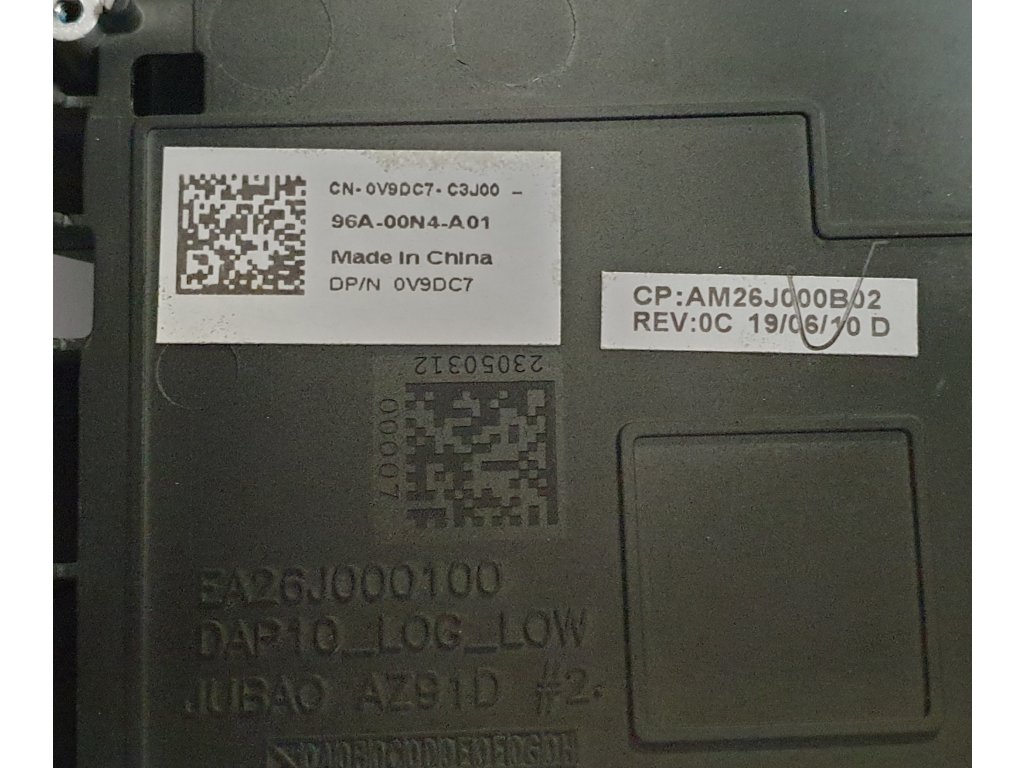 CN- 0V9DC7- C3J00 -
96A-00N4-A01
Made In China
DP/N 0V9DC7
CP:AM26J000B02
REV:0C 19/06/10 D
23050312
00007
EA26J000100
DAP10_LOG_LOW
JUBAO AZ91D #2